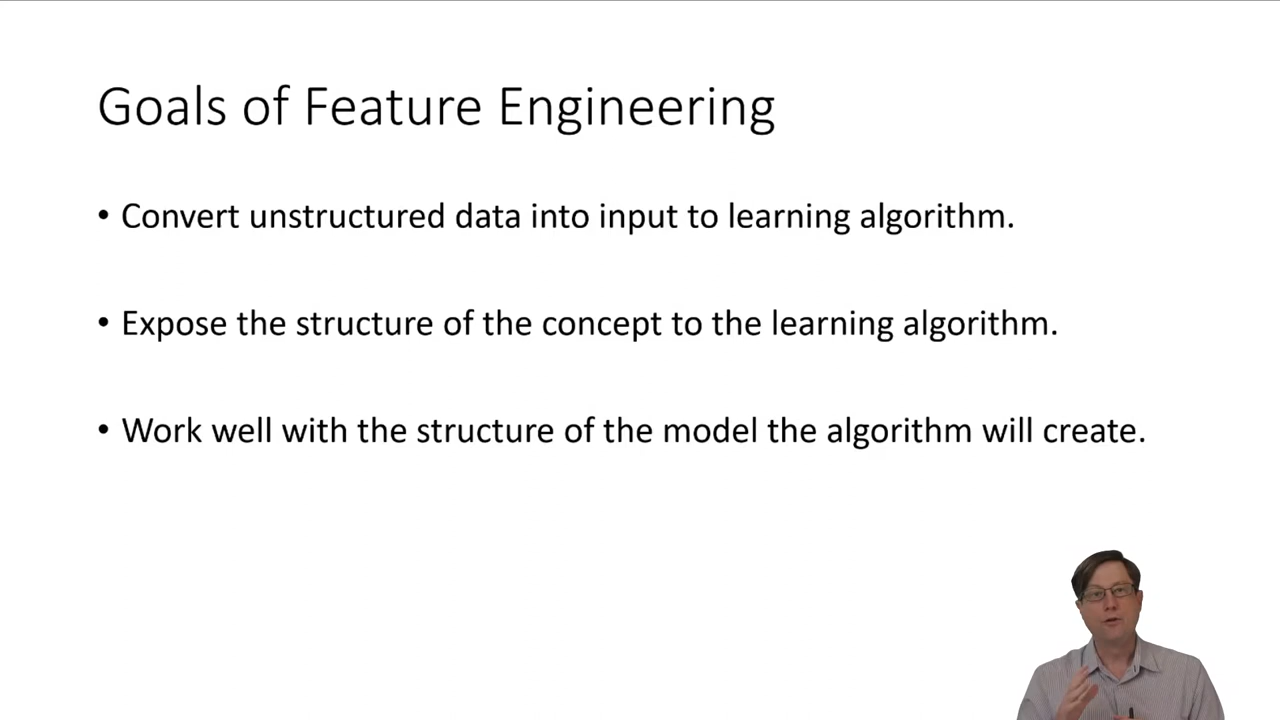 Goals of Feature Engineering
• Convert unstructured data into input to learning algorithm.
• Expose the structure of the concept to the learning algorithm.
• Work well with the structure of the model the algorithm will create.